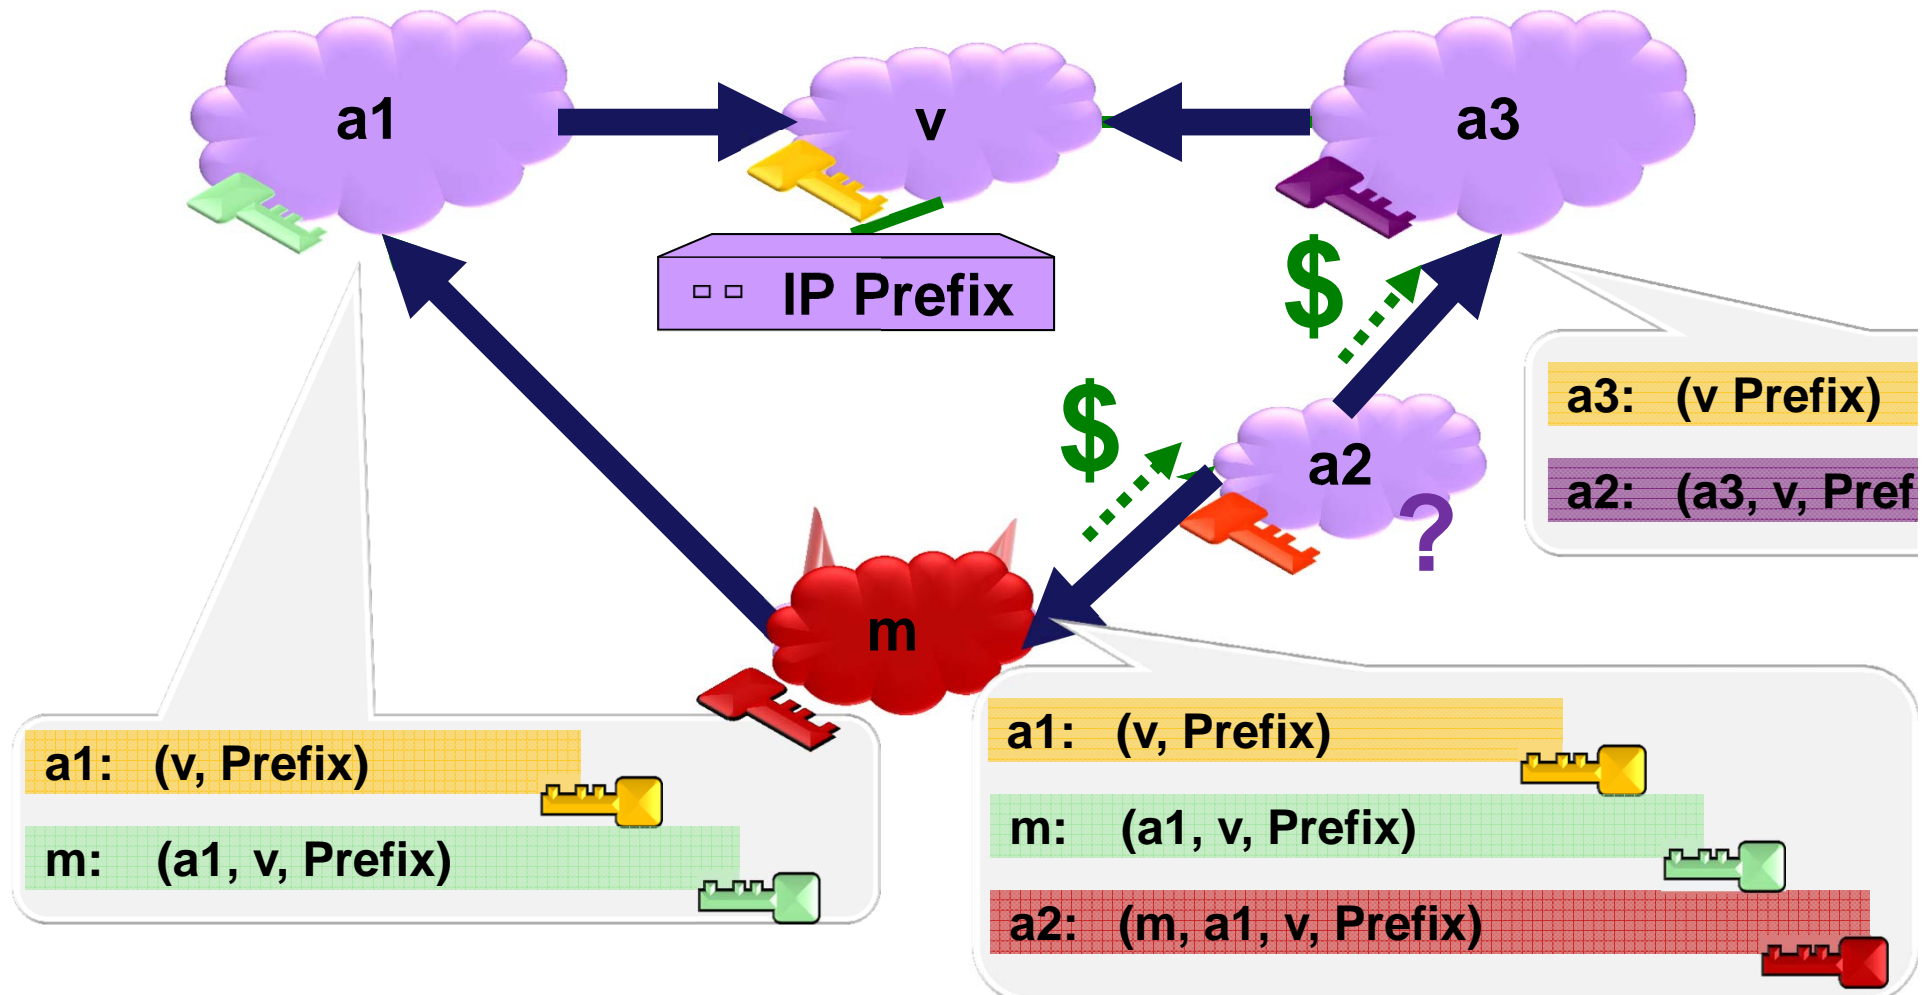 a1
v
a3
IP Prefix
$
a3: (v Prefix)
$
a2
a2: (a3, v, Pref
?
m
a1: (v, Prefix)
m: (a1, v, Prefix)
a1: (v, Prefix)
m: (a1, v, Prefix)
a2: (m, a1, v, Prefix)